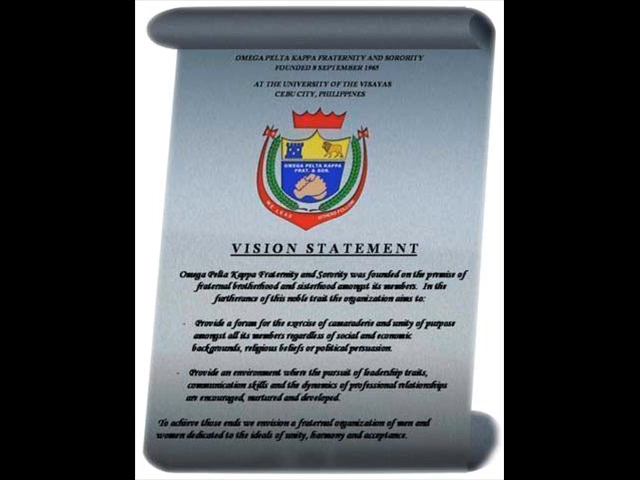 OMEGA PELTA KAPPA FRATERNITY AND SORORITY
FOUNDED 8 SEPTEMBER 1965
AT THE UNIVERSITY OF THE VISAYAS
CEBU CITY, PHILIPPINES
OMEGA PELTA KAPPA
FRAT. & SOR.
WE LEAD
OTHERS FOLLOW
VISION STATEMENT
Omega Pelta Kappa Fraternity and Sorority was founded on the premise of
fraternal brotherhood and sisterhood amongst its members. In the
furtherance of this noble trait the organization aims to:
- Provide a forum for the exercise of camaraderie and unity of purpose
amongst all its members regardless of social and economic
backgrounds, religious beliefs or political persuasion.
- Provide an environment where the pursuit of leadership traits,
communication skills and the dynamics of professional relationships
are encouraged, nurtured and developed.
To achieve those ends we envision a fraternal organization of men and
women dedicated to the ideals of unity, harmony and acceptance.